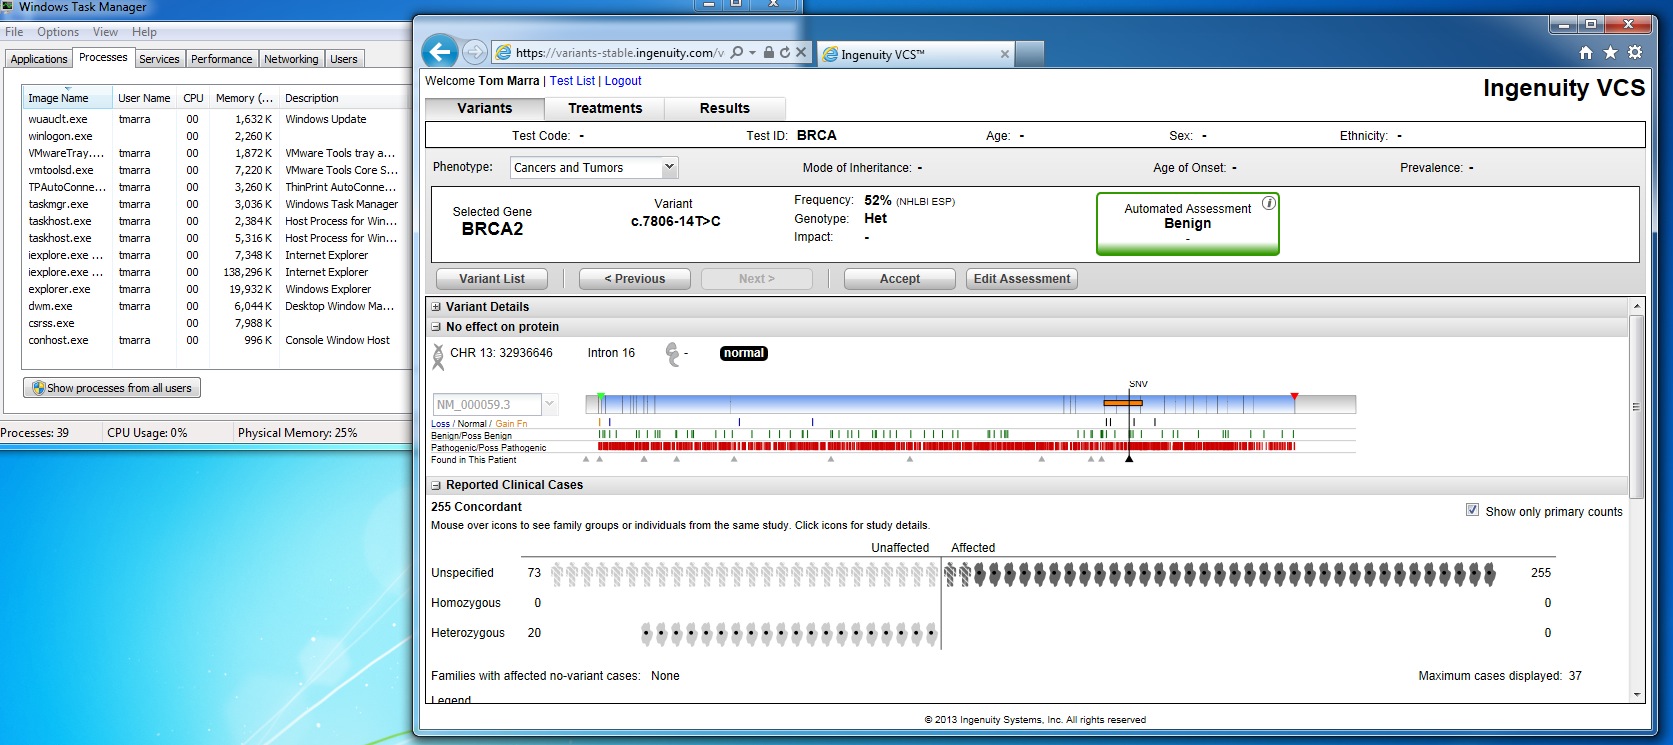 Windows Task Manager
File Options View Help
Applications Processes Services Performance Networking Users
Image Name User Name CPU Memory (... Description
wuauclt.exe tmarra 00 1,632 K Windows Update
winlogon.exe 00 2,260 K
VMwareTray.... tmarra 00 1,872 K VMware Tools tray a...
vmtoolsd.exe tmarra 00 7,220 K VMware Tools Core S...
TPAutoConne... tmarra 00 3,260 K ThinPrint AutoConne...
taskmgr.exe tmarra 00 3,036 K Windows Task Manager
taskhost.exe tmarra 00 2,384 K Host Process for Win...
taskhost.exe tmarra 00 5,316 K Host Process for Win...
iexplore.exe ... tmarra 00 7,348 K Internet Explorer
iexplore.exe ... tmarra 00 138,296 K Internet Explorer
explorer.exe tmarra 00 19,932 K Windows Explorer
dwm.exe tmarra 00 6,044 K Desktop Window Ma...
csrss.exe 00 7,988 K
conhost.exe tmarra 00 996 K Console Window Host
Show processes from all users
Processes: 39 CPU Usage: 0% Physical Memory: 25%
https://variants-stable.ingenuity.com/v Ingenuity VCS™
Welcome Tom Marra | Test List | Logout
Ingenuity VCS
Variants Treatments Results
Test Code: - Test ID: BRCA Age: - Sex: - Ethnicity: -
Phenotype: Cancers and Tumors Mode of Inheritance: - Age of Onset: - Prevalence: -
Selected Gene
BRCA2
Variant
c.7806-14T>C
Frequency: 52% (NHLBI ESP)
Genotype: Het
Impact: -
Automated Assessment
Benign
-
Variant List < Previous Next > Accept Edit Assessment
Variant Details
No effect on protein
CHR 13: 32936646 Intron 16 - normal
SNV
NM_000059.3
Loss / Normal / Gain Fn
Benign/Poss Benign
Pathogenic/Poss Pathogenic
Found in This Patient
Reported Clinical Cases
255 Concordant
Show only primary counts
Mouse over icons to see family groups or individuals from the same study. Click icons for study details.
Unaffected Affected
Unspecified 73 255
Homozygous 0 0
Heterozygous 20 0
Families with affected no-variant cases: None Maximum cases displayed: 37
Legend
© 2013 Ingenuity Systems, Inc. All rights reserved